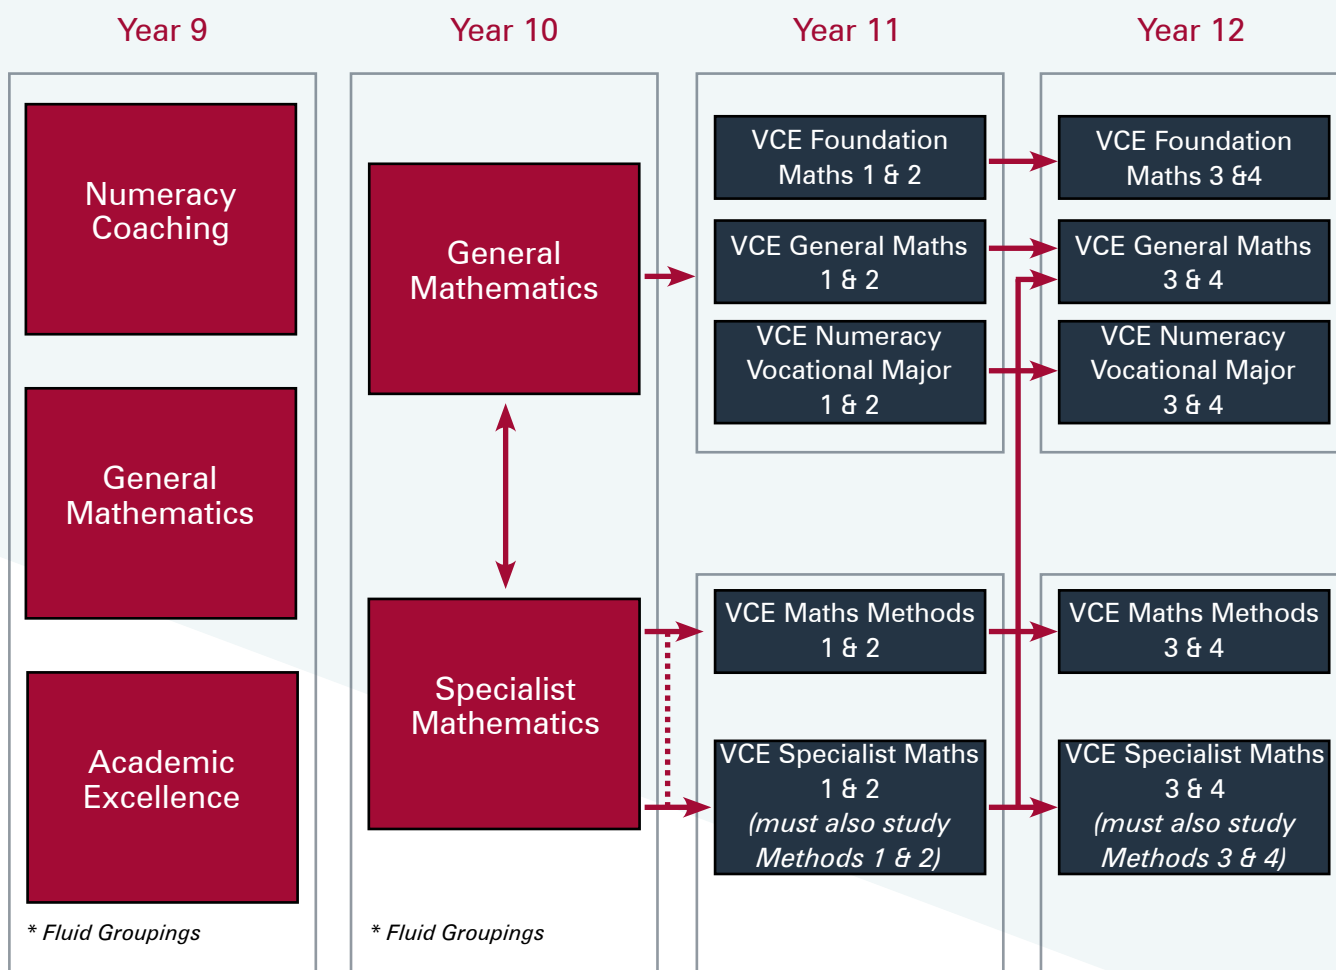 Year 9
Numeracy
Coaching
General
Mathematics
Academic
Excellence
* Fluid Groupings
Year 10
General
Mathematics
Specialist
Mathematics
* Fluid Groupings
Year 11
VCE Foundation
Maths 1 & 2
VCE General Maths
1 & 2
VCE Numeracy
Vocational Major
1 & 2
VCE Maths Methods
1 & 2
VCE Specialist Maths
1 & 2
(must also study
Methods 1 & 2)
Year 12
VCE Foundation
Maths 3 &4
VCE General Maths
3 & 4
VCE Numeracy
Vocational Major
3 & 4
VCE Maths Methods
3 & 4
VCE Specialist Maths
3 & 4
(must also study
Methods 3 & 4)